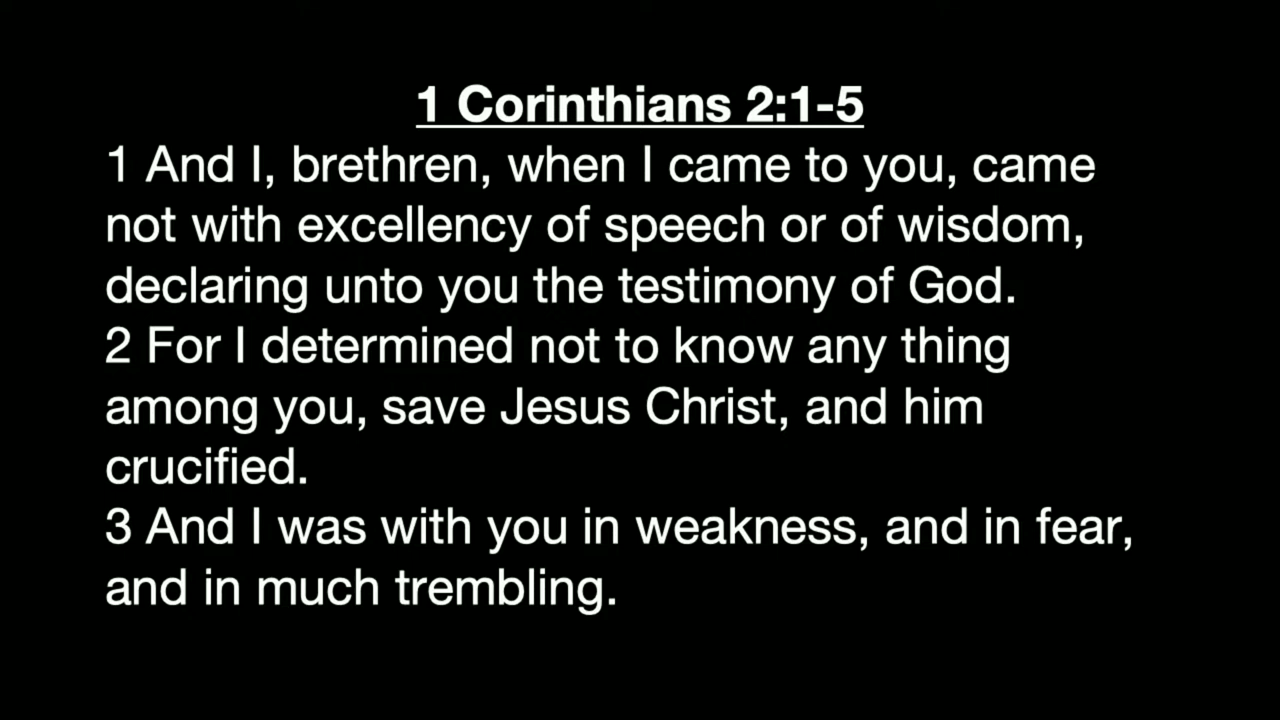 1 Corinthians 2:1-5
1 And I, brethren, when I came to you, came
not with excellency of speech or of wisdom,
declaring unto you the testimony of God.
2 For I determined not to know any thing
among you, save Jesus Christ, and him
crucified.
3 And I was with you in weakness, and in fear,
and in much trembling.